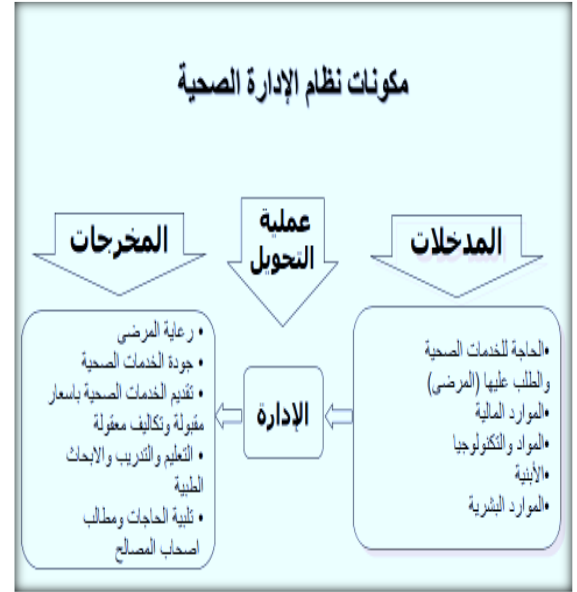 مكونات نظام الإدارة الصحية
المدخلات
عملية
التحويل
المخرجات
•الحاجة للخدمات الصحية
والطلب عليها (المرضى)
•الموارد المالية
•المواد والتكنولوجيا
•الأبنية
•الموارد البشرية
الإدارة
• رعاية المرضى
• جودة الخدمات الصحية
• تقديم الخدمات الصحية باسعار
مقبولة وتكاليف معقولة
• التعليم والتدريب والابحاث
الطبية
• تلبية الحاجات ومطالب
اصحاب المصالح